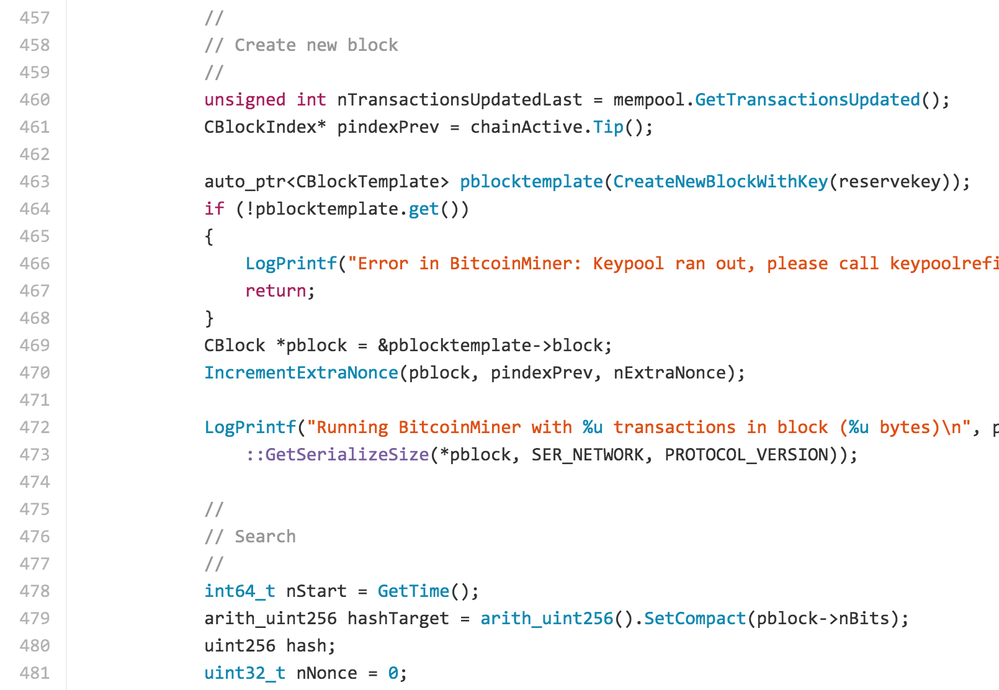 457 //
458 // Create new block
459 //
460 unsigned int nTransactionsUpdatedLast = mempool.GetTransactionsUpdated();
461 CBlockIndex* pindexPrev = chainActive.Tip();
462
463 auto_ptr<CBlockTemplate> pblocktemplate(CreateNewBlockWithKey(reservekey));
464 if (!pblocktemplate.get())
465 {
466 LogPrintf("Error in BitcoinMiner: Keypool ran out, please call keypoolrefi
467 return;
468 }
469 CBlock *pblock = &pblocktemplate->block;
470 IncrementExtraNonce(pblock, pindexPrev, nExtraNonce);
471
472 LogPrintf("Running BitcoinMiner with %u transactions in block (%u bytes)\n", p
473 ::GetSerializeSize(*pblock, SER_NETWORK, PROTOCOL_VERSION));
474
475 //
476 // Search
477 //
478 int64_t nStart = GetTime();
479 arith_uint256 hashTarget = arith_uint256().SetCompact(pblock->nBits);
480 uint256 hash;
481 uint32_t nNonce = 0;